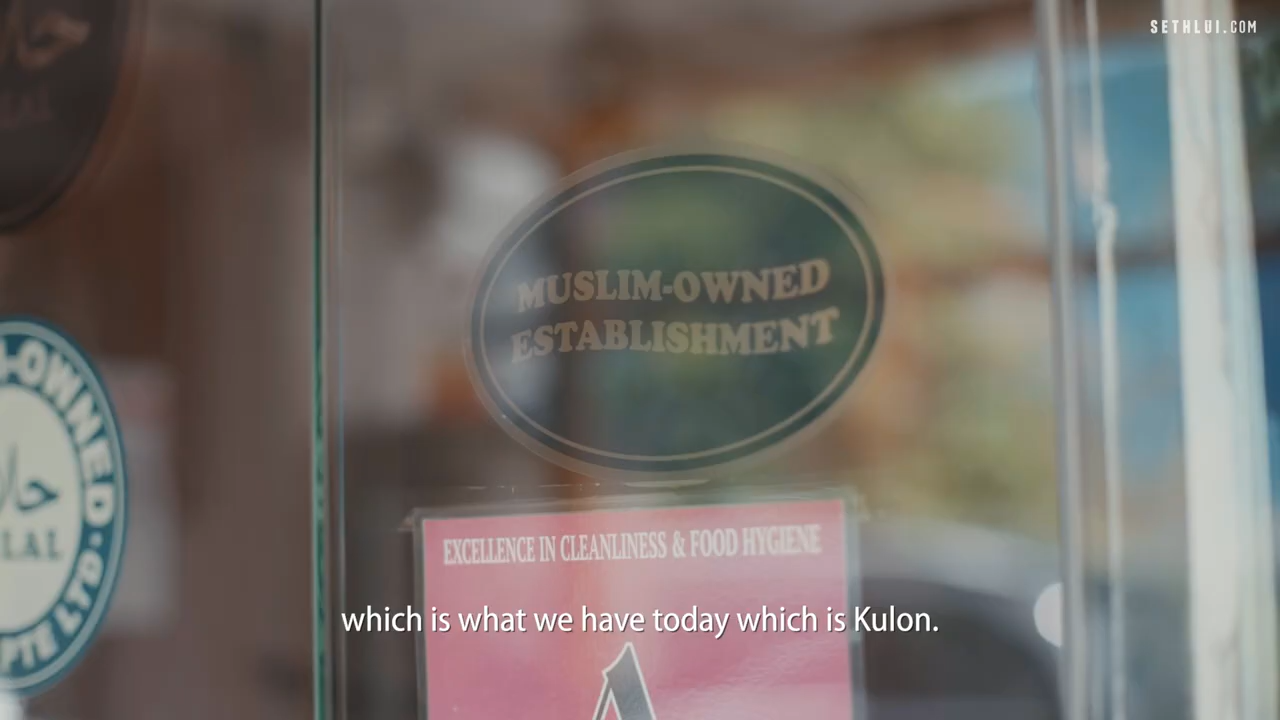 SETHLUI.COM
MUSLIM-OWNED
ESTABLISHMENT
-OWNED
حلال
LAL
PTE LTD
EXCELLENCE IN CLEANLINESS & FOOD HYGIENE
which is what we have today which is Kulon.
A